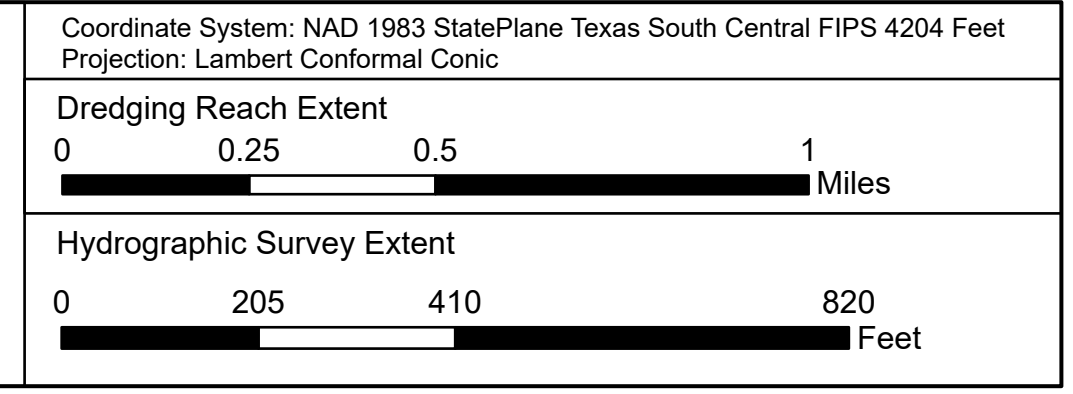 Coordinate System: NAD 1983 StatePlane Texas South Central FIPS 4204 Feet
Projection: Lambert Conformal Conic
Dredging Reach Extent
0 0.25 0.5 1
Miles
Hydrographic Survey Extent
0 205 410 820
Feet